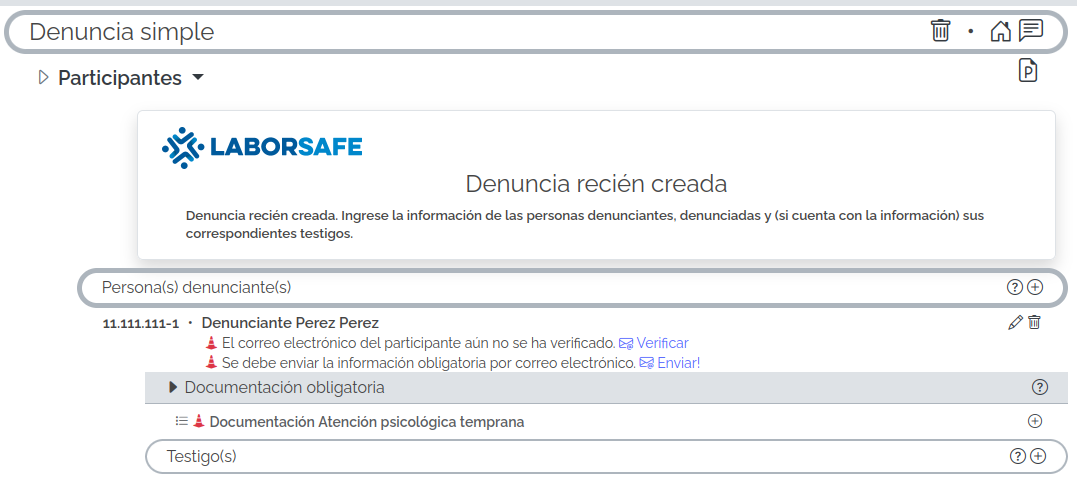 Denuncia simple
Participantes
P
LABORSAFE
Denuncia recién creada
Denuncia recién creada. Ingrese la información de las personas denunciantes, denunciadas y (si cuenta con la información) sus
correspondientes testigos.
Persona(s) denunciante(s)
11.111.111-1 • Denunciante Perez Perez
El correo electrónico del participante aún no se ha verificado. Verificar
Se debe enviar la información obligatoria por correo electrónico. Enviar!
Documentación obligatoria
Documentación Atención psicológica temprana
Testigo(s)